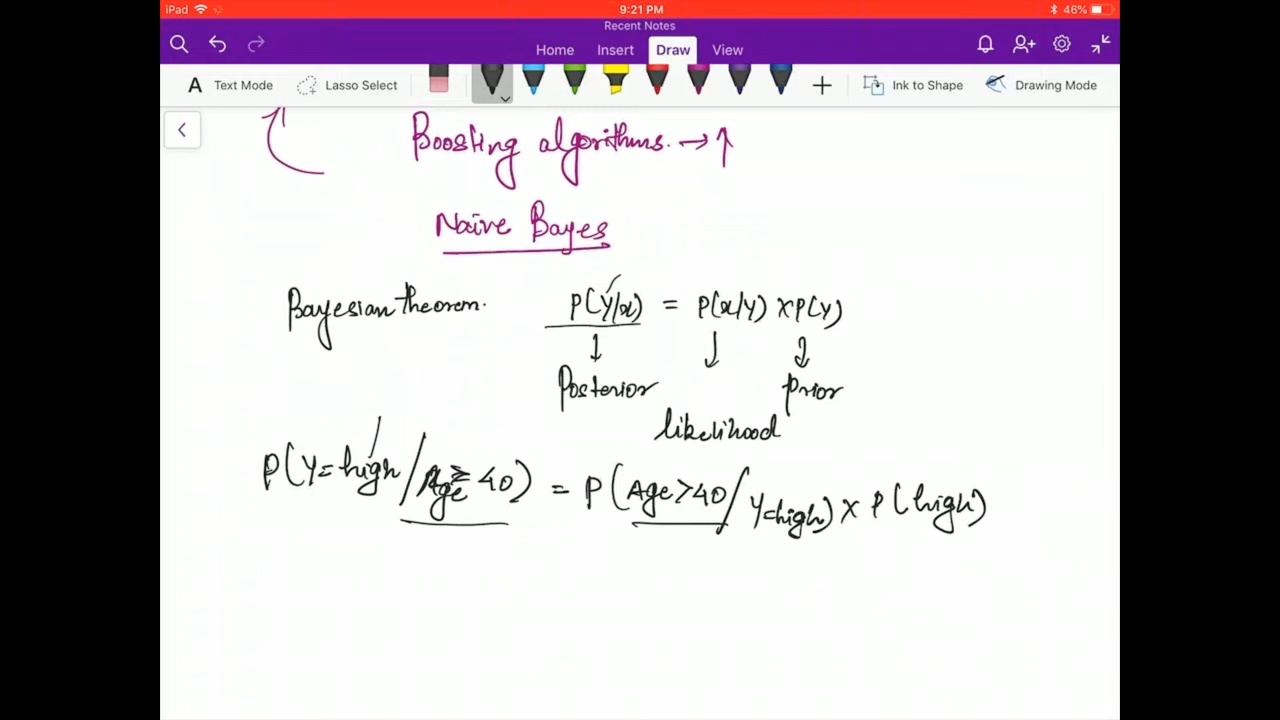 iPad 9:21 PM 46%
Recent Notes
Home Insert Draw View
A Text Mode Lasso Select + Ink to Shape Drawing Mode
Boosting algorithms. → ↑
Naive Bayes
Bayesian theorem. P(Y/x) = P(x/Y) x P(Y)
↓ ↓ ↓
Posterior Prior
likelihood
P(Y=high/Age ≥ 40) = P(Age>40/Y=high) x P(high)